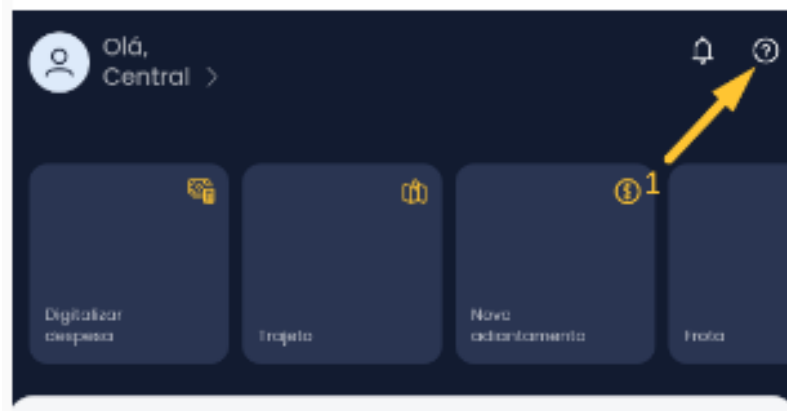 Olá,
Central
1
Digitalizar
despesa
Trajeto
Novo
adiantamento
Frota